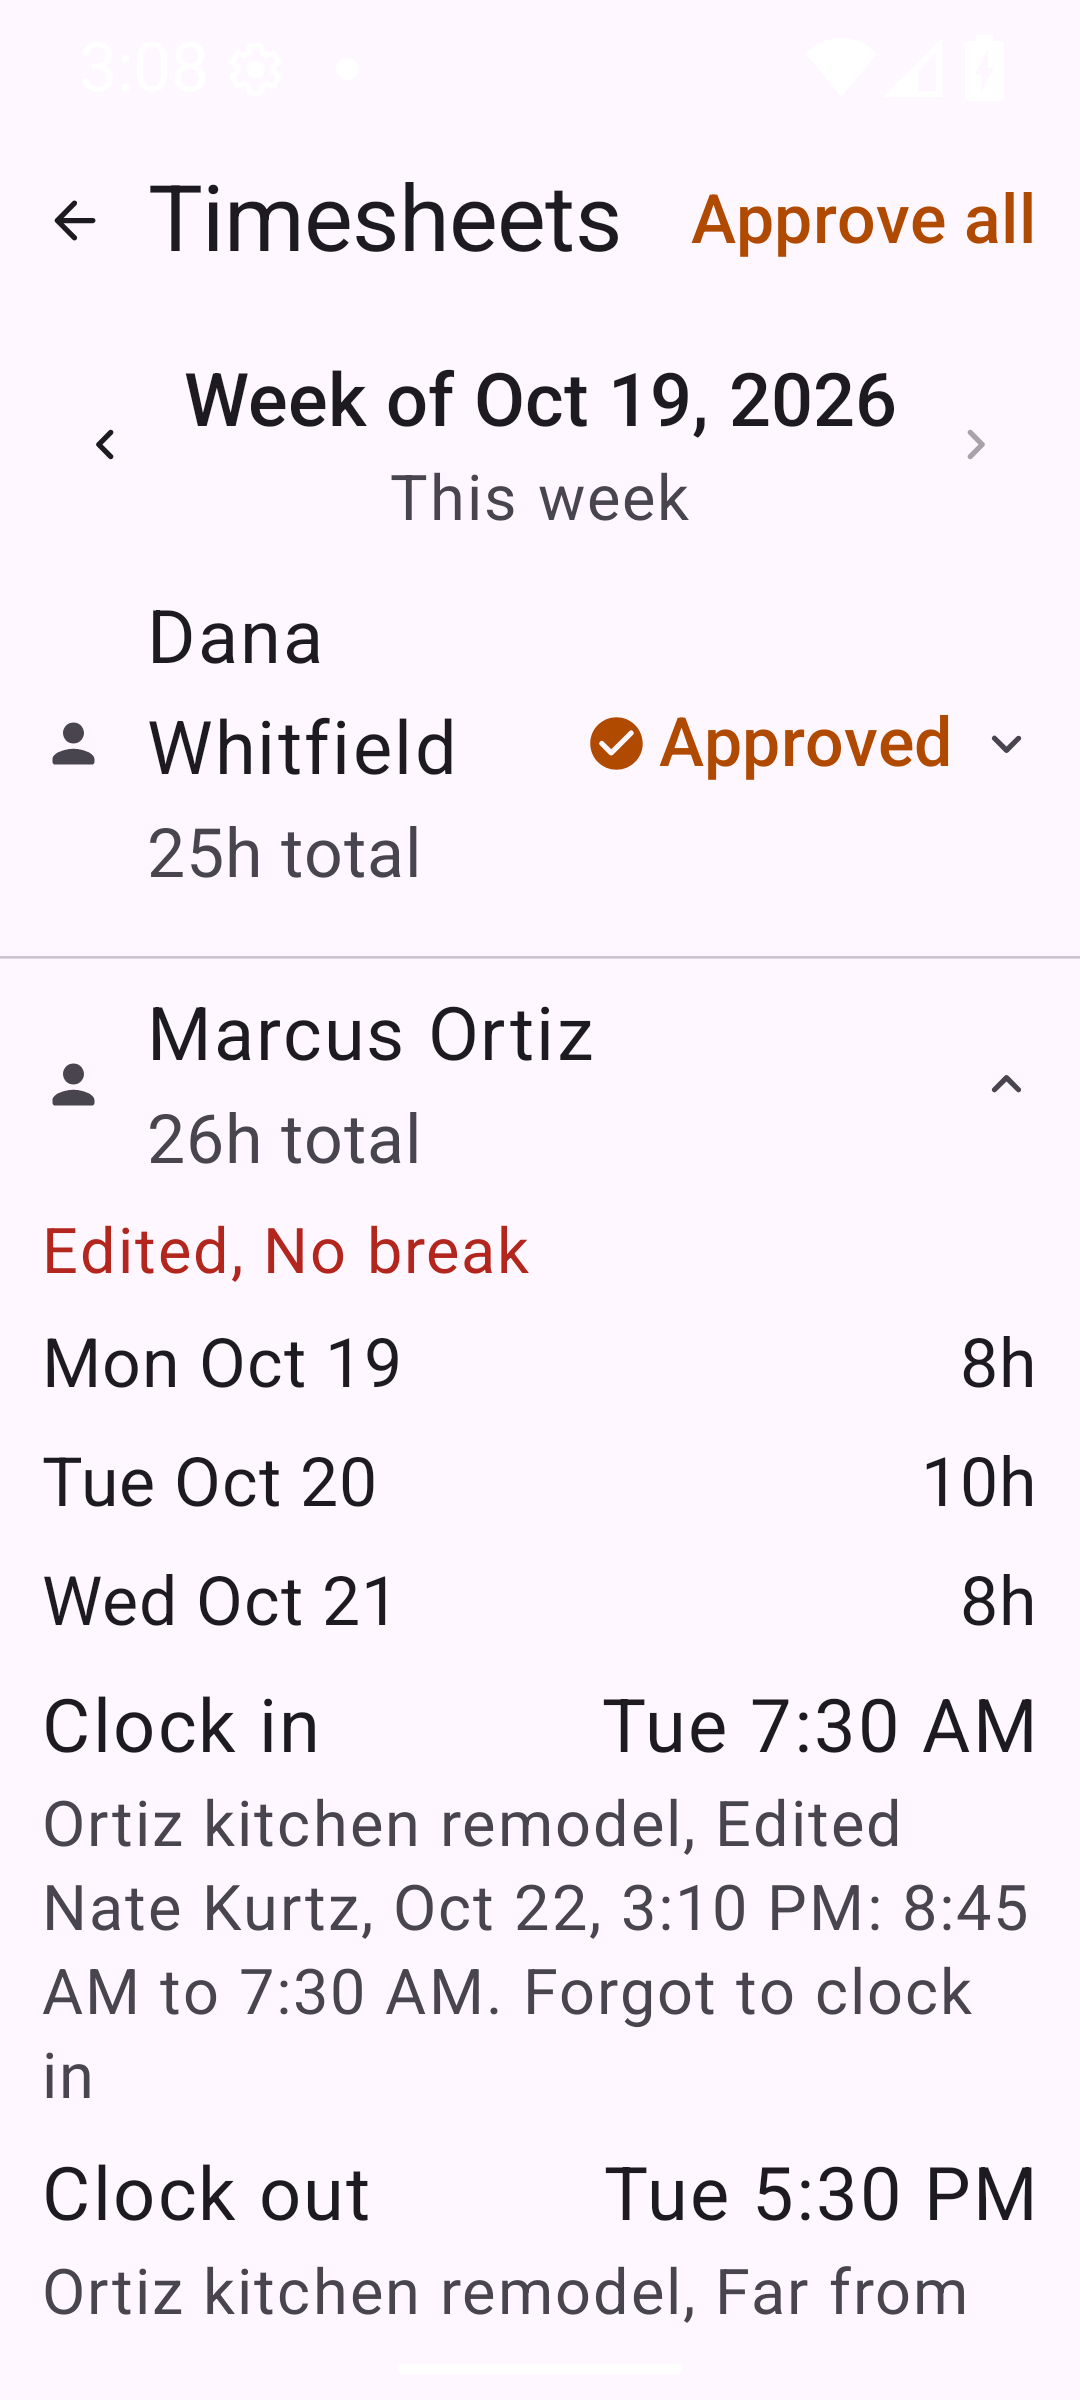 3:08
Timesheets Approve all
Week of Oct 19, 2026
This week
Dana
Whitfield
Approved
25h total
Marcus Ortiz
26h total
Edited, No break
Mon Oct 19 8h
Tue Oct 20 10h
Wed Oct 21 8h
Clock in Tue 7:30 AM
Ortiz kitchen remodel, Edited
Nate Kurtz, Oct 22, 3:10 PM: 8:45
AM to 7:30 AM. Forgot to clock
in
Clock out Tue 5:30 PM
Ortiz kitchen remodel, Far from